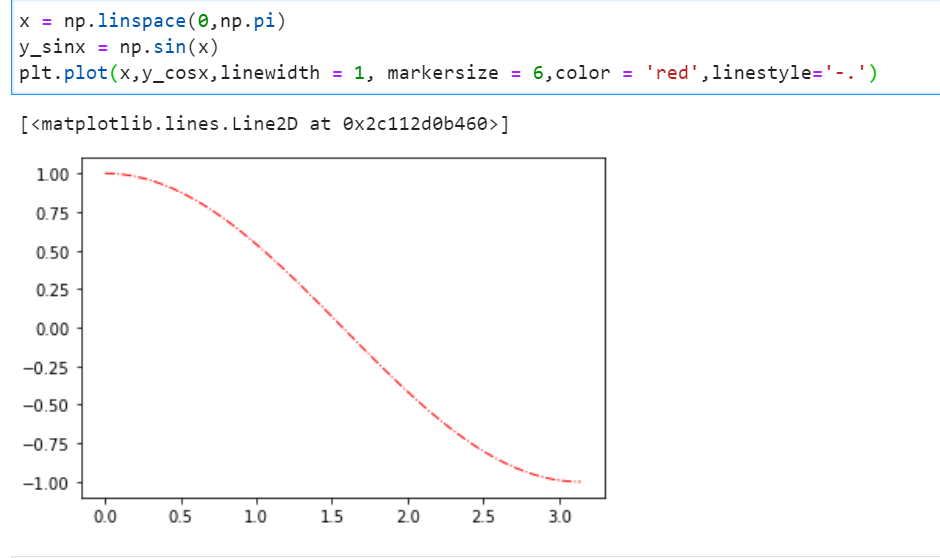 x = np.linspace(0,np.pi)
y_sinx = np.sin(x)
plt.plot(x,y_cosx,linewidth = 1, markersize = 6,color = 'red',linestyle='-.')
[<matplotlib.lines.Line2D at 0x2c112d0b460>]
1.00
0.75
0.50
0.25
0.00
−0.25
−0.50
−0.75
−1.00
0.0 0.5 1.0 1.5 2.0 2.5 3.0